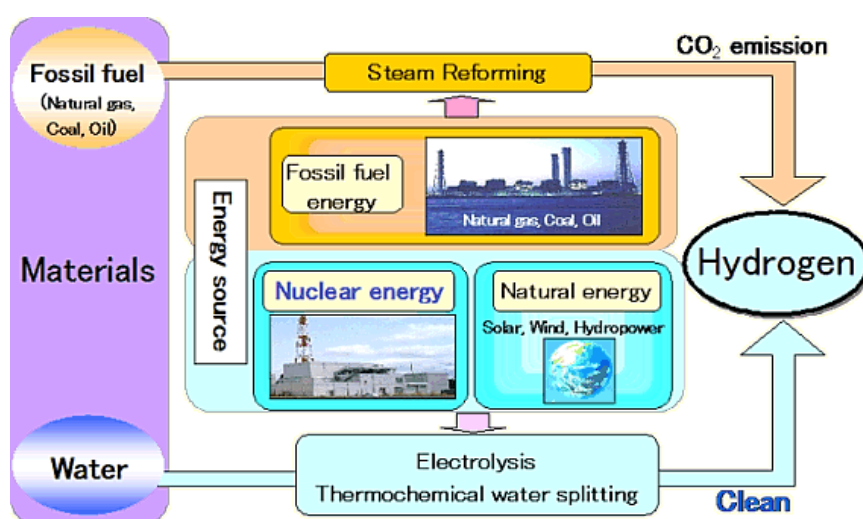 CO₂ emission
Fossil fuel
(Natural gas,
Coal, Oil)
Steam Reforming
Fossil fuel
energy
Natural gas, Coal, Oil
Materials
Energy source
Hydrogen
Nuclear energy
Natural energy
Solar, Wind, Hydropower
Water
Electrolysis
Thermochemical water splitting
Clean